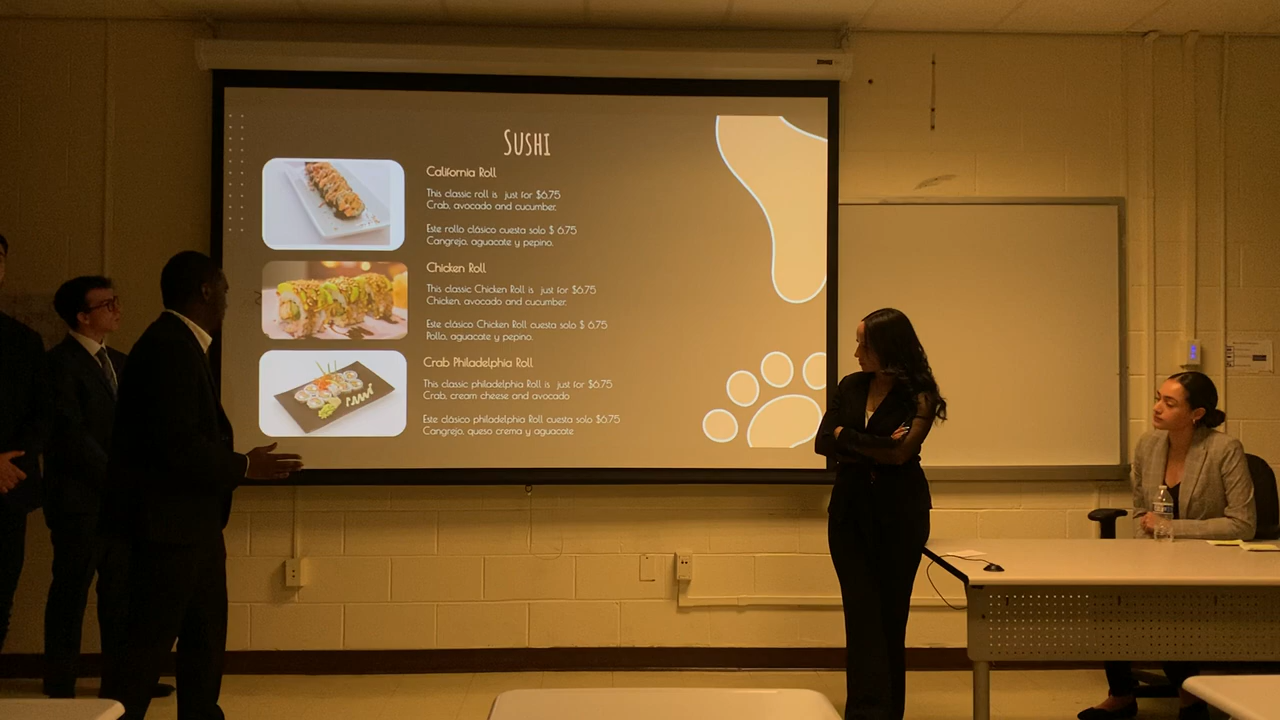 Sushi
California Roll
This classic roll is just for $6.75
Crab, avocado and cucumber.
Este rollo clásico cuesta solo $ 6.75
Cangrejo, aguacate y pepino.
Chicken Roll
This classic Chicken Roll is just for $6.75
Chicken, avocado and cucumber.
Este clásico Chicken Roll cuesta solo $ 6.75
Pollo, aguacate y pepino.
Crab Philadelphia Roll
This classic philadelphia Roll is just for $6.75
Crab, cream cheese and avocado
Este clásico philadelphia Roll cuesta solo $6.75
Cangrejo, queso crema y aguacate